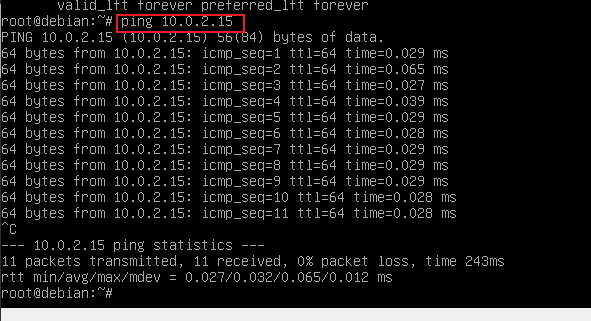 valid_lft forever preferred_lft forever
root@debian:~# ping 10.0.2.15
PING 10.0.2.15 (10.0.2.15) 56(84) bytes of data.
64 bytes from 10.0.2.15: icmp_seq=1 ttl=64 time=0.029 ms
64 bytes from 10.0.2.15: icmp_seq=2 ttl=64 time=0.065 ms
64 bytes from 10.0.2.15: icmp_seq=3 ttl=64 time=0.027 ms
64 bytes from 10.0.2.15: icmp_seq=4 ttl=64 time=0.039 ms
64 bytes from 10.0.2.15: icmp_seq=5 ttl=64 time=0.029 ms
64 bytes from 10.0.2.15: icmp_seq=6 ttl=64 time=0.028 ms
64 bytes from 10.0.2.15: icmp_seq=7 ttl=64 time=0.029 ms
64 bytes from 10.0.2.15: icmp_seq=8 ttl=64 time=0.029 ms
64 bytes from 10.0.2.15: icmp_seq=9 ttl=64 time=0.029 ms
64 bytes from 10.0.2.15: icmp_seq=10 ttl=64 time=0.028 ms
64 bytes from 10.0.2.15: icmp_seq=11 ttl=64 time=0.028 ms
^C
--- 10.0.2.15 ping statistics ---
11 packets transmitted, 11 received, 0% packet loss, time 243ms
rtt min/avg/max/mdev = 0.027/0.032/0.065/0.012 ms
root@debian:~#